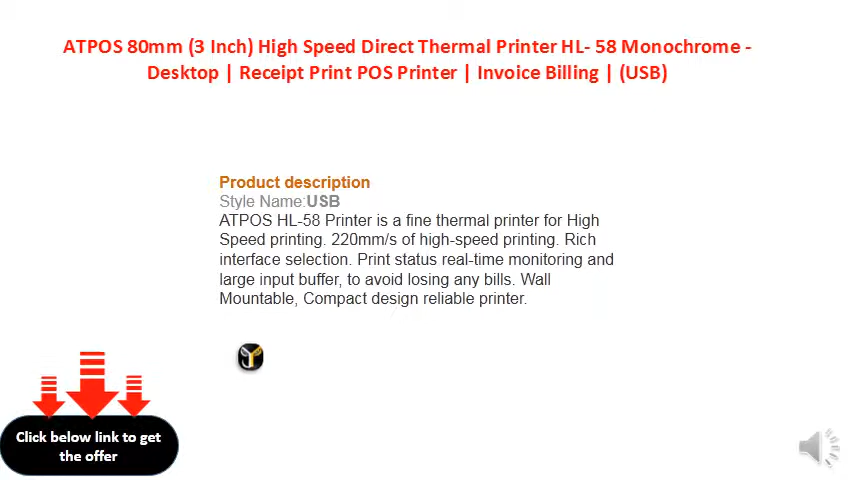 ATPOS 80mm (3 Inch) High Speed Direct Thermal Printer HL- 58 Monochrome -
Desktop | Receipt Print POS Printer | Invoice Billing | (USB)
Product description
Style Name:USB
ATPOS HL-58 Printer is a fine thermal printer for High
Speed printing. 220mm/s of high-speed printing. Rich
interface selection. Print status real-time monitoring and
large input buffer, to avoid losing any bills. Wall
Mountable, Compact design reliable printer.
Click below link to get
the offer